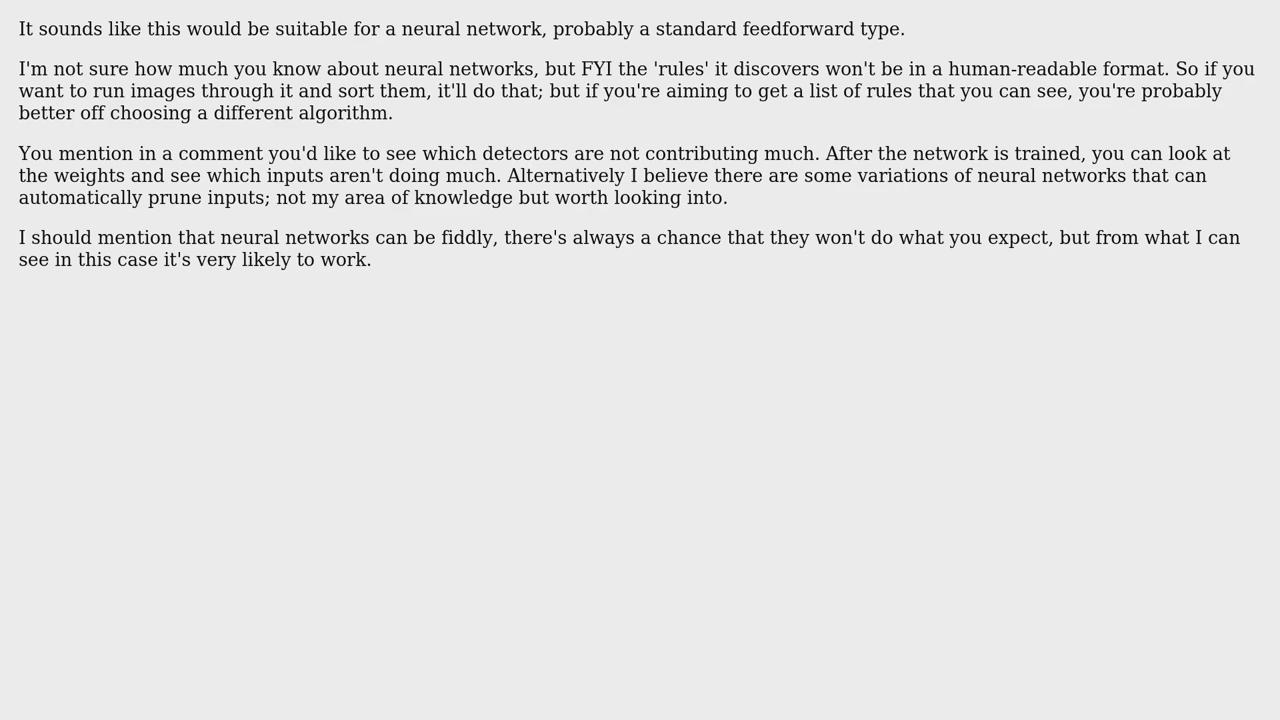 It sounds like this would be suitable for a neural network, probably a standard feedforward type.
I'm not sure how much you know about neural networks, but FYI the 'rules' it discovers won't be in a human-readable format. So if you
want to run images through it and sort them, it'll do that; but if you're aiming to get a list of rules that you can see, you're probably
better off choosing a different algorithm.
You mention in a comment you'd like to see which detectors are not contributing much. After the network is trained, you can look at
the weights and see which inputs aren't doing much. Alternatively I believe there are some variations of neural networks that can
automatically prune inputs; not my area of knowledge but worth looking into.
I should mention that neural networks can be fiddly, there's always a chance that they won't do what you expect, but from what I can
see in this case it's very likely to work.